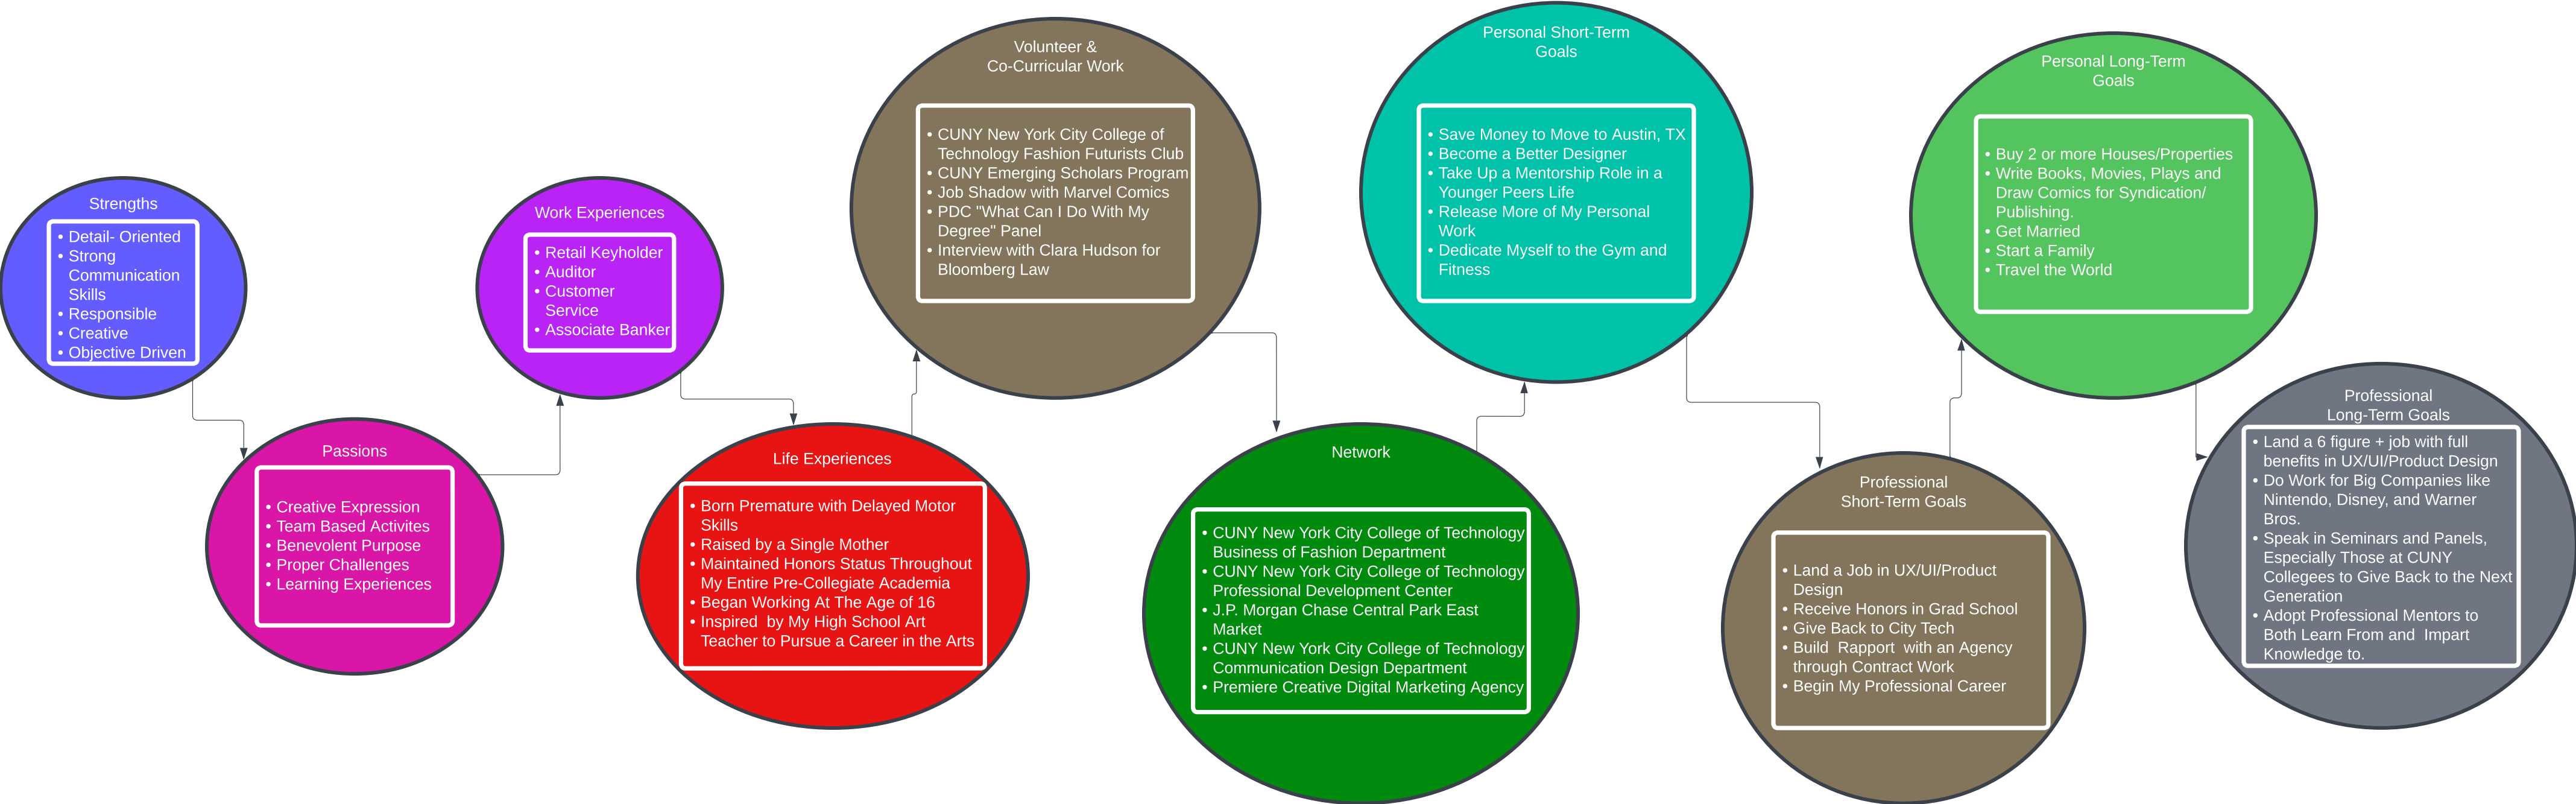 Strengths
• Detail- Oriented
• Strong
Communication
Skills
• Responsible
• Creative
• Objective Driven
Passions
• Creative Expression
• Team Based Activites
• Benevolent Purpose
• Proper Challenges
• Learning Experiences
Work Experiences
• Retail Keyholder
• Auditor
• Customer
Service
• Associate Banker
Life Experiences
• Born Premature with Delayed Motor
Skills
• Raised by a Single Mother
• Maintained Honors Status Throughout
My Entire Pre-Collegiate Academia
• Began Working At The Age of 16
• Inspired  by My High School Art
Teacher to Pursue a Career in the Arts
Volunteer &
Co-Curricular Work
• CUNY New York City College of
Technology Fashion Futurists Club
• CUNY Emerging Scholars Program
• Job Shadow with Marvel Comics
• PDC "What Can I Do With My
Degree" Panel
• Interview with Clara Hudson for
Bloomberg Law
Network
• CUNY New York City College of Technology
Business of Fashion Department
• CUNY New York City College of Technology
Professional Development Center
• J.P. Morgan Chase Central Park East
Market
• CUNY New York City College of Technology
Communication Design Department
• Premiere Creative Digital Marketing Agency
Personal Short-Term
Goals
• Save Money to Move to Austin, TX
• Become a Better Designer
• Take Up a Mentorship Role in a
Younger Peers Life
• Release More of My Personal
Work
• Dedicate Myself to the Gym and
Fitness
Professional
Short-Term Goals
• Land a Job in UX/UI/Product
Design
• Receive Honors in Grad School
• Give Back to City Tech
• Build  Rapport  with an Agency
through Contract Work
• Begin My Professional Career
Personal Long-Term
Goals
• Buy 2 or more Houses/Properties
• Write Books, Movies, Plays and
Draw Comics for Syndication/
Publishing.
• Get Married
• Start a Family
• Travel the World
Professional
Long-Term Goals
• Land a 6 figure + job with full
benefits in UX/UI/Product Design
• Do Work for Big Companies like
Nintendo, Disney, and Warner
Bros.
• Speak in Seminars and Panels,
Especially Those at CUNY
Collegees to Give Back to the Next
Generation
• Adopt Professional Mentors to
Both Learn From and  Impart
Knowledge to.